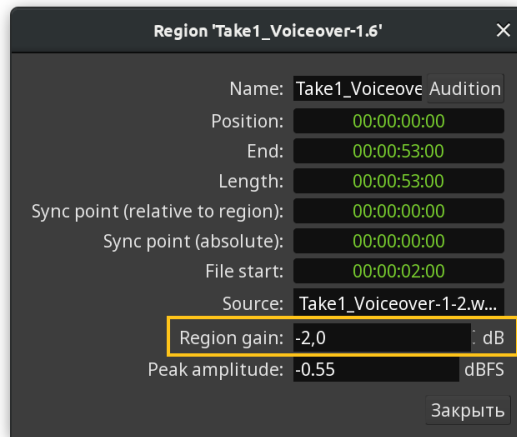 Region 'Take1_Voiceover-1.6'
Name: Take1_Voiceove Audition
Position: 00:00:00:00
End: 00:00:53:00
Length: 00:00:53:00
Sync point (relative to region): 00:00:00:00
Sync point (absolute): 00:00:00:00
File start: 00:00:02:00
Source: Take1_Voiceover-1-2.w...
Region gain: -2,0 dB
Peak amplitude: -0.55 dBFS
Закрыть